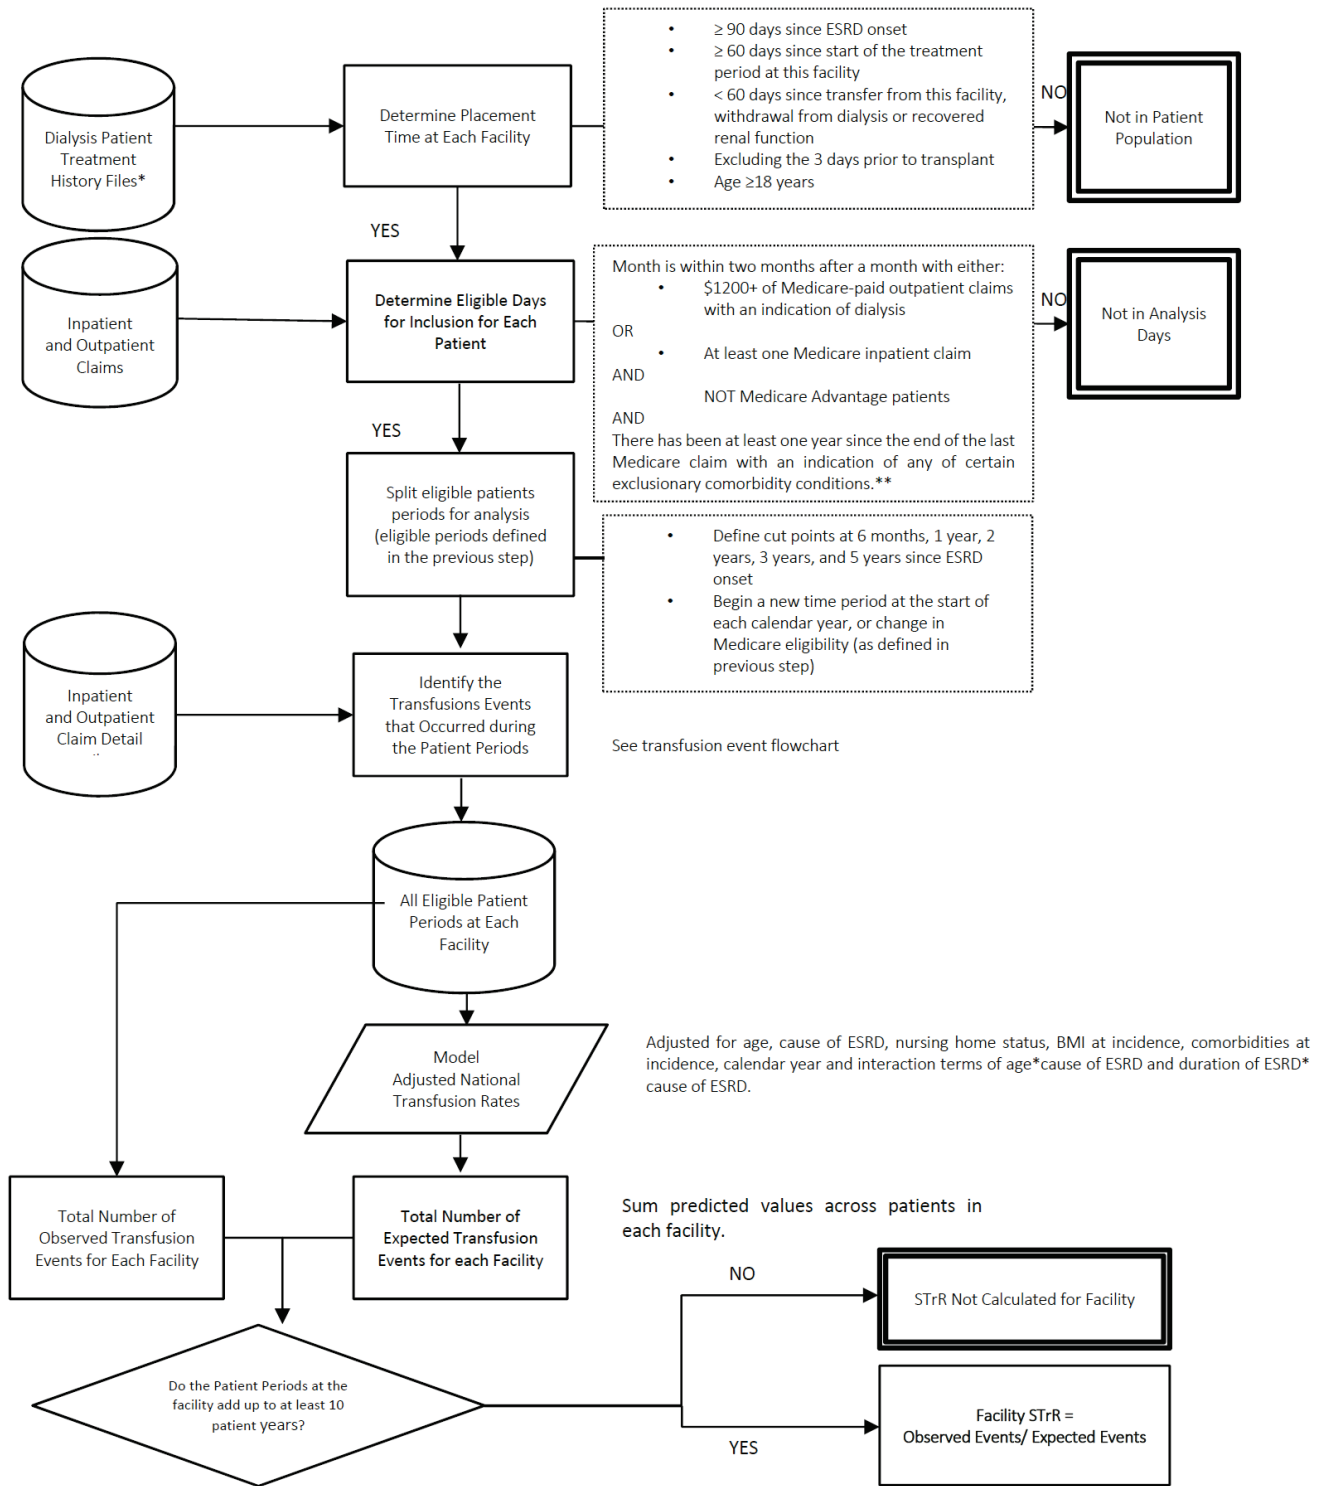 • ≥ 90 days since ESRD onset
• ≥ 60 days since start of the treatment
period at this facility
• < 60 days since transfer from this facility,
withdrawal from dialysis or recovered
renal function
• Excluding the 3 days prior to transplant
• Age ≥18 years
Dialysis Patient
Treatment
History Files*
Determine Placement
Time at Each Facility
NO
Not in Patient
Population
YES
Inpatient
and Outpatient
Claims
Determine Eligible Days
for Inclusion for Each
Patient
Month is within two months after a month with either:
• $1200+ of Medicare-paid outpatient claims
with an indication of dialysis
OR
• At least one Medicare inpatient claim
AND
NOT Medicare Advantage patients
AND
There has been at least one year since the end of the last
Medicare claim with an indication of any of certain
exclusionary comorbidity conditions.**
NO
Not in Analysis
Days
YES
Split eligible patients
periods for analysis
(eligible periods defined
in the previous step)
• Define cut points at 6 months, 1 year, 2
years, 3 years, and 5 years since ESRD
onset
• Begin a new time period at the start of
each calendar year, or change in
Medicare eligibility (as defined in
previous step)
Inpatient
and Outpatient
Claim Detail
Identify the
Transfusions Events
that Occurred during
the Patient Periods
See transfusion event flowchart
All Eligible Patient
Periods at Each
Facility
Model
Adjusted National
Transfusion Rates
Adjusted for age, cause of ESRD, nursing home status, BMI at incidence, comorbidities at
incidence, calendar year and interaction terms of age*cause of ESRD and duration of ESRD*
cause of ESRD.
Total Number of
Observed Transfusion
Events for Each Facility
Total Number of
Expected Transfusion
Events for each Facility
Sum predicted values across patients in
each facility.
NO
STrR Not Calculated for Facility
Do the Patient Periods at the
facility add up to at least 10
patient years?
YES
Facility STrR =
Observed Events/ Expected Events